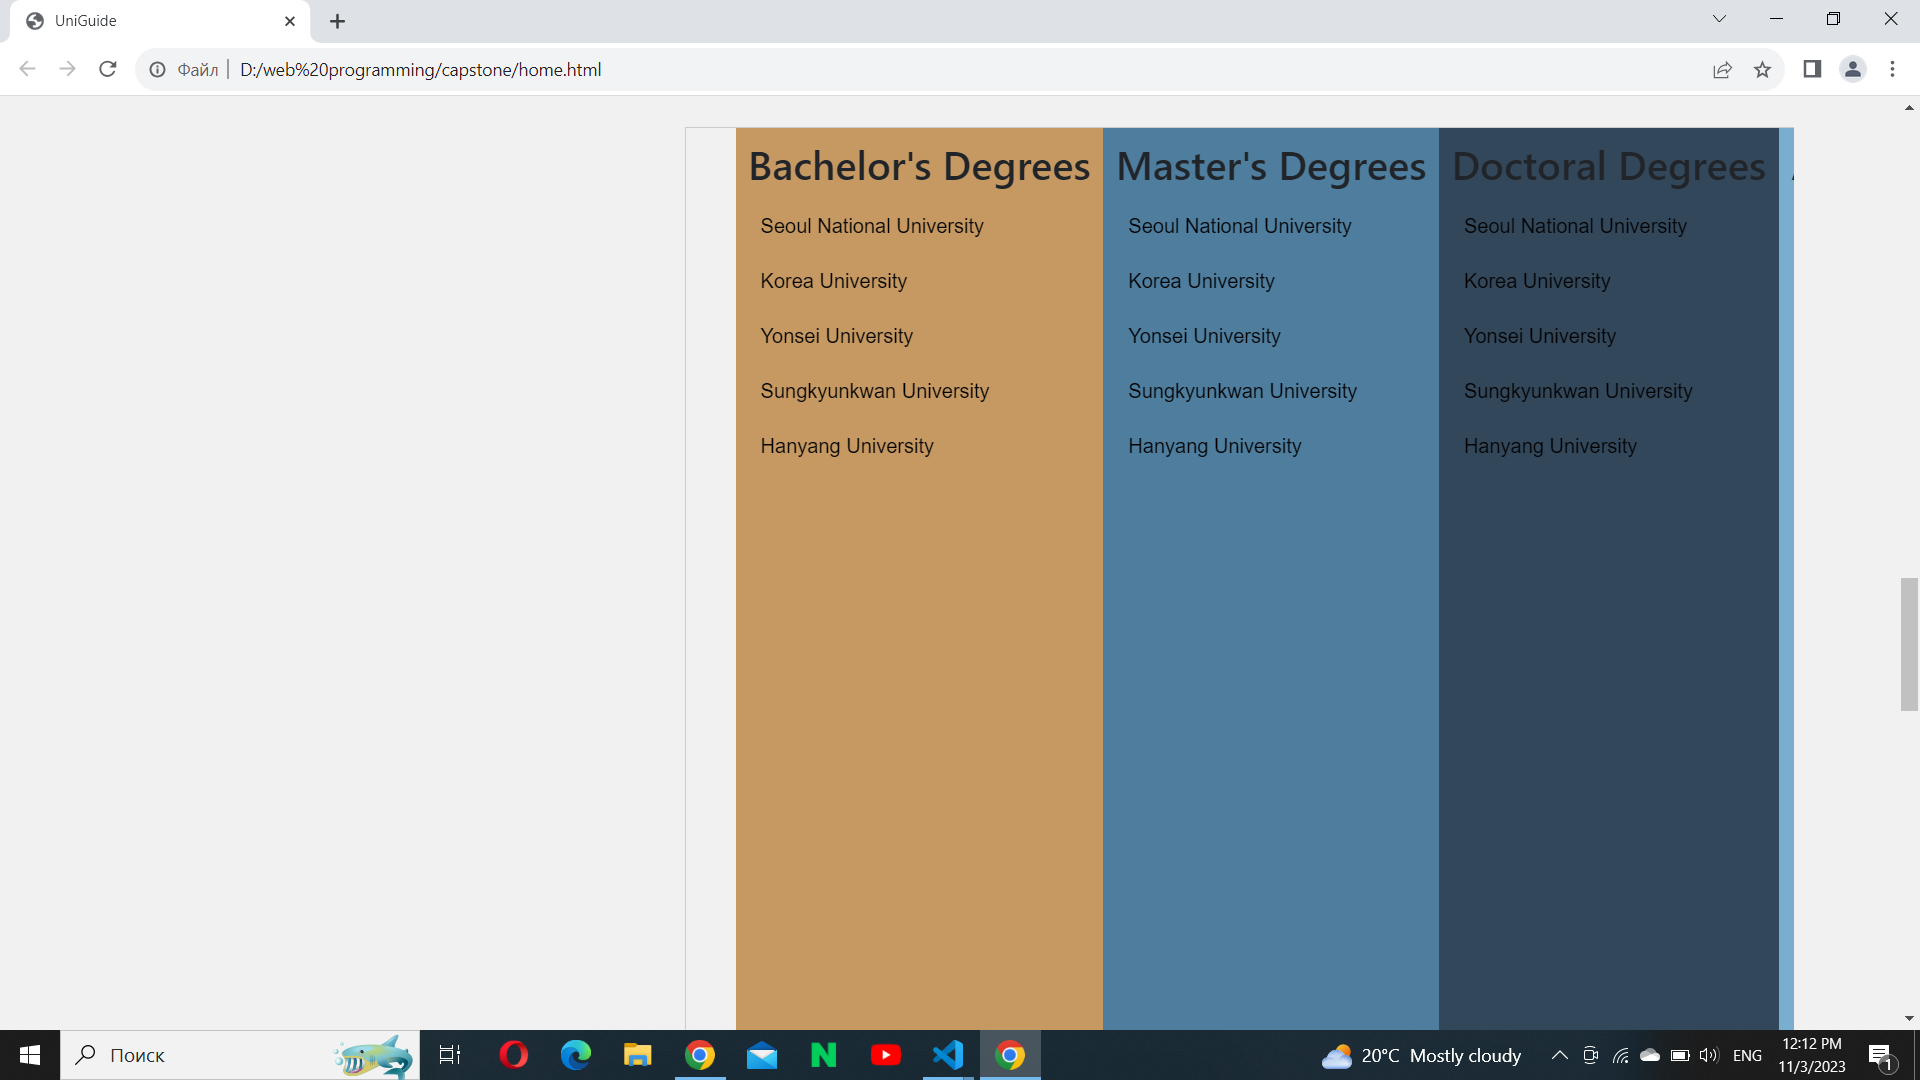 UniGuide
Файл D:/web%20programming/capstone/home.html
Bachelor's Degrees
Seoul National University
Korea University
Yonsei University
Sungkyunkwan University
Hanyang University
Master's Degrees
Seoul National University
Korea University
Yonsei University
Sungkyunkwan University
Hanyang University
Doctoral Degrees
Seoul National University
Korea University
Yonsei University
Sungkyunkwan University
Hanyang University
Поиск
20°C Mostly cloudy
ENG
12:12 PM
11/3/2023
1